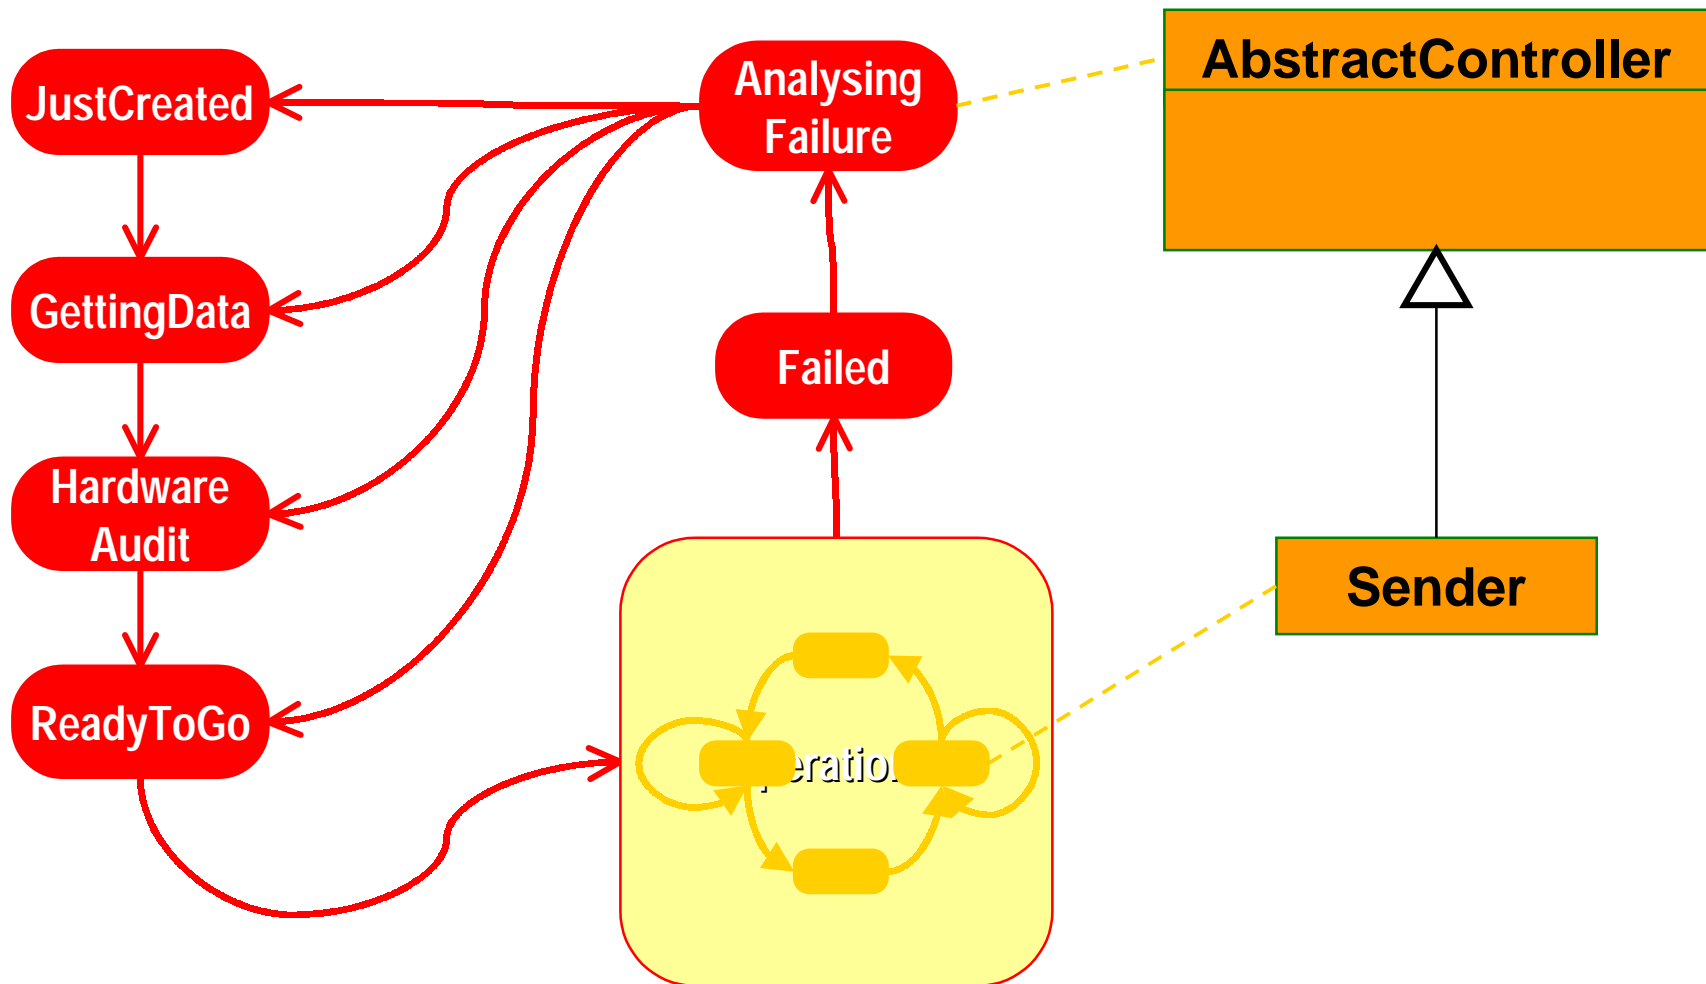 JustCreated
Analysing
Failure
AbstractController
GettingData
Failed
Hardware
Audit
Sender
ReadyToGo